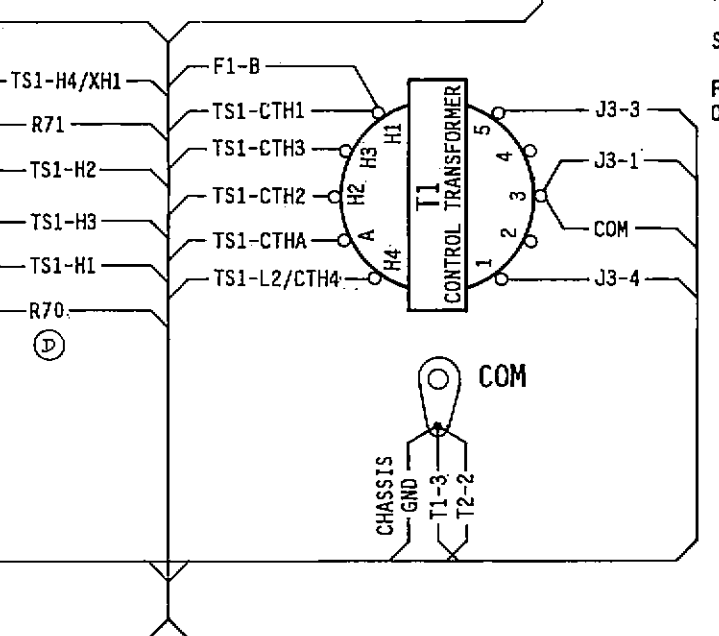 TS1-H4/XH1
R71
TS1-H2
TS1-H3
TS1-H1
R70
D
F1-B
TS1-CTH1
TS1-CTH3
TS1-CTH2
TS1-CTHA
TS1-L2/CTH4
H1
H3
H2
A
H4
T1
CONTROL TRANSFORMER
5
4
3
2
1
J3-3
J3-1
COM
J3-4
COM
CHASSIS
GND
T1-3
T2-2
S